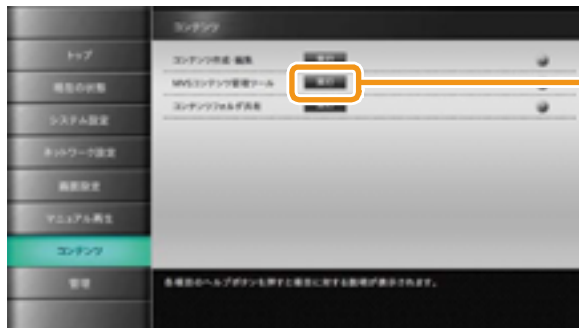 コンテンツ
トップ
現在の状態
システム設定
ネットワーク設定
画面設定
マニュアル再生
コンテンツ
管理
コンテンツ作成・編集 実行
MVSコンテンツ管理ツール 実行
コンテンツフォルダ共有 実行
各項目のヘルプボタンを押すと項目に対する説明が表示されます。